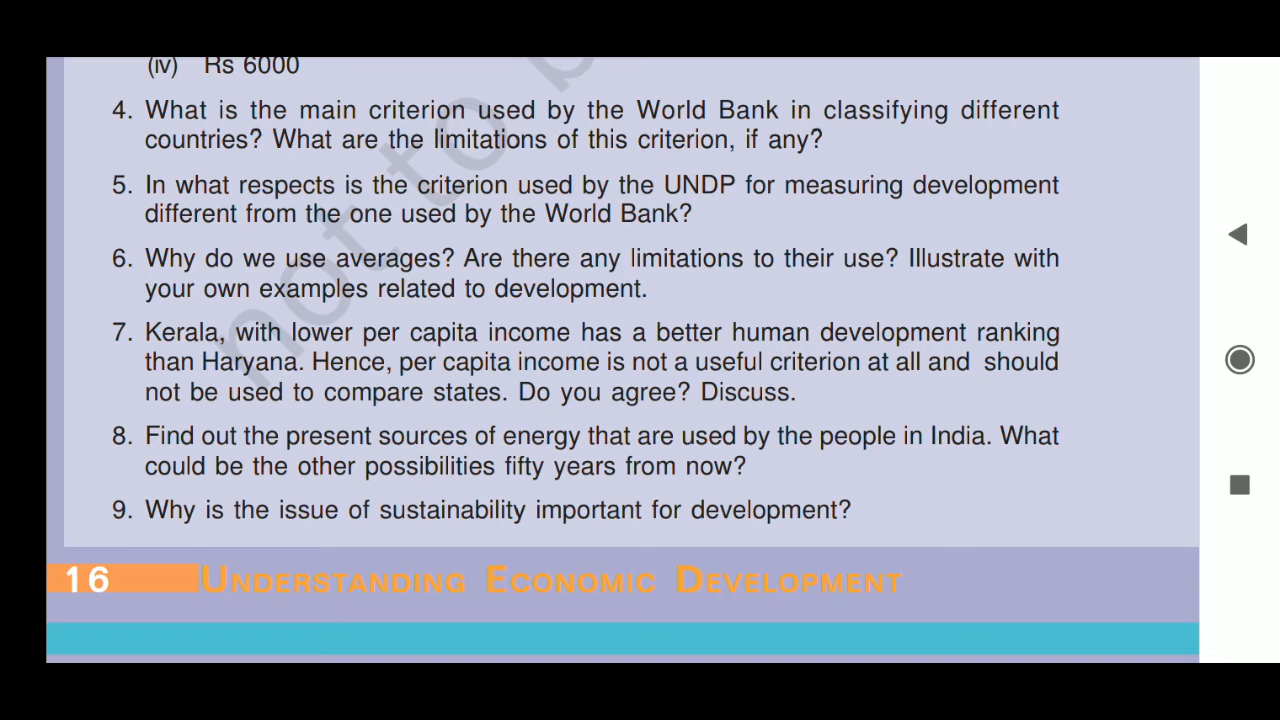 (iv) Rs 6000
4. What is the main criterion used by the World Bank in classifying different
countries? What are the limitations of this criterion, if any?
5. In what respects is the criterion used by the UNDP for measuring development
different from the one used by the World Bank?
6. Why do we use averages? Are there any limitations to their use? Illustrate with
your own examples related to development.
7. Kerala, with lower per capita income has a better human development ranking
than Haryana. Hence, per capita income is not a useful criterion at all and should
not be used to compare states. Do you agree? Discuss.
8. Find out the present sources of energy that are used by the people in India. What
could be the other possibilities fifty years from now?
9. Why is the issue of sustainability important for development?
16 UNDERSTANDING ECONOMIC DEVELOPMENT
not to b